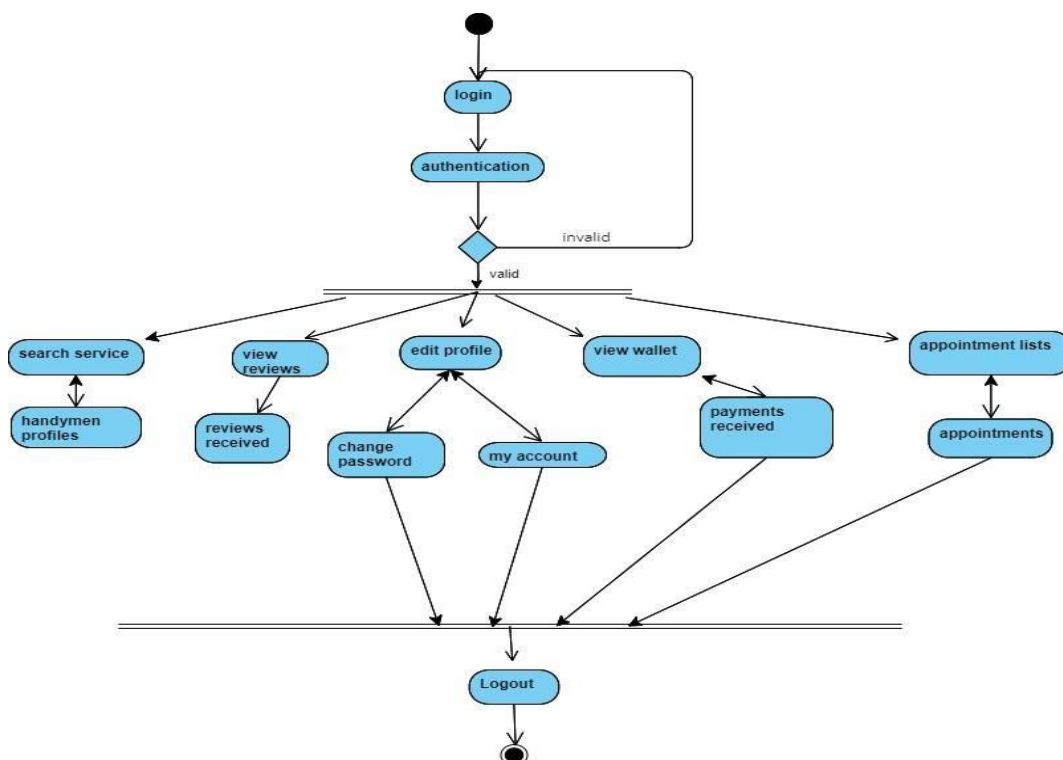 login
authentication
invalid
valid
search service
view
reviews
edit profile
view wallet
appointment lists
handymen
profiles
reviews
received
change
password
my account
payments
received
appointments
Logout